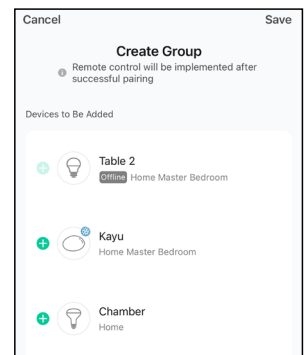 Cancel Save
Create Group
Remote control will be implemented after
successful pairing
Devices to Be Added
Table 2
Offline Home Master Bedroom
Kayu
Home Master Bedroom
Chamber
Home